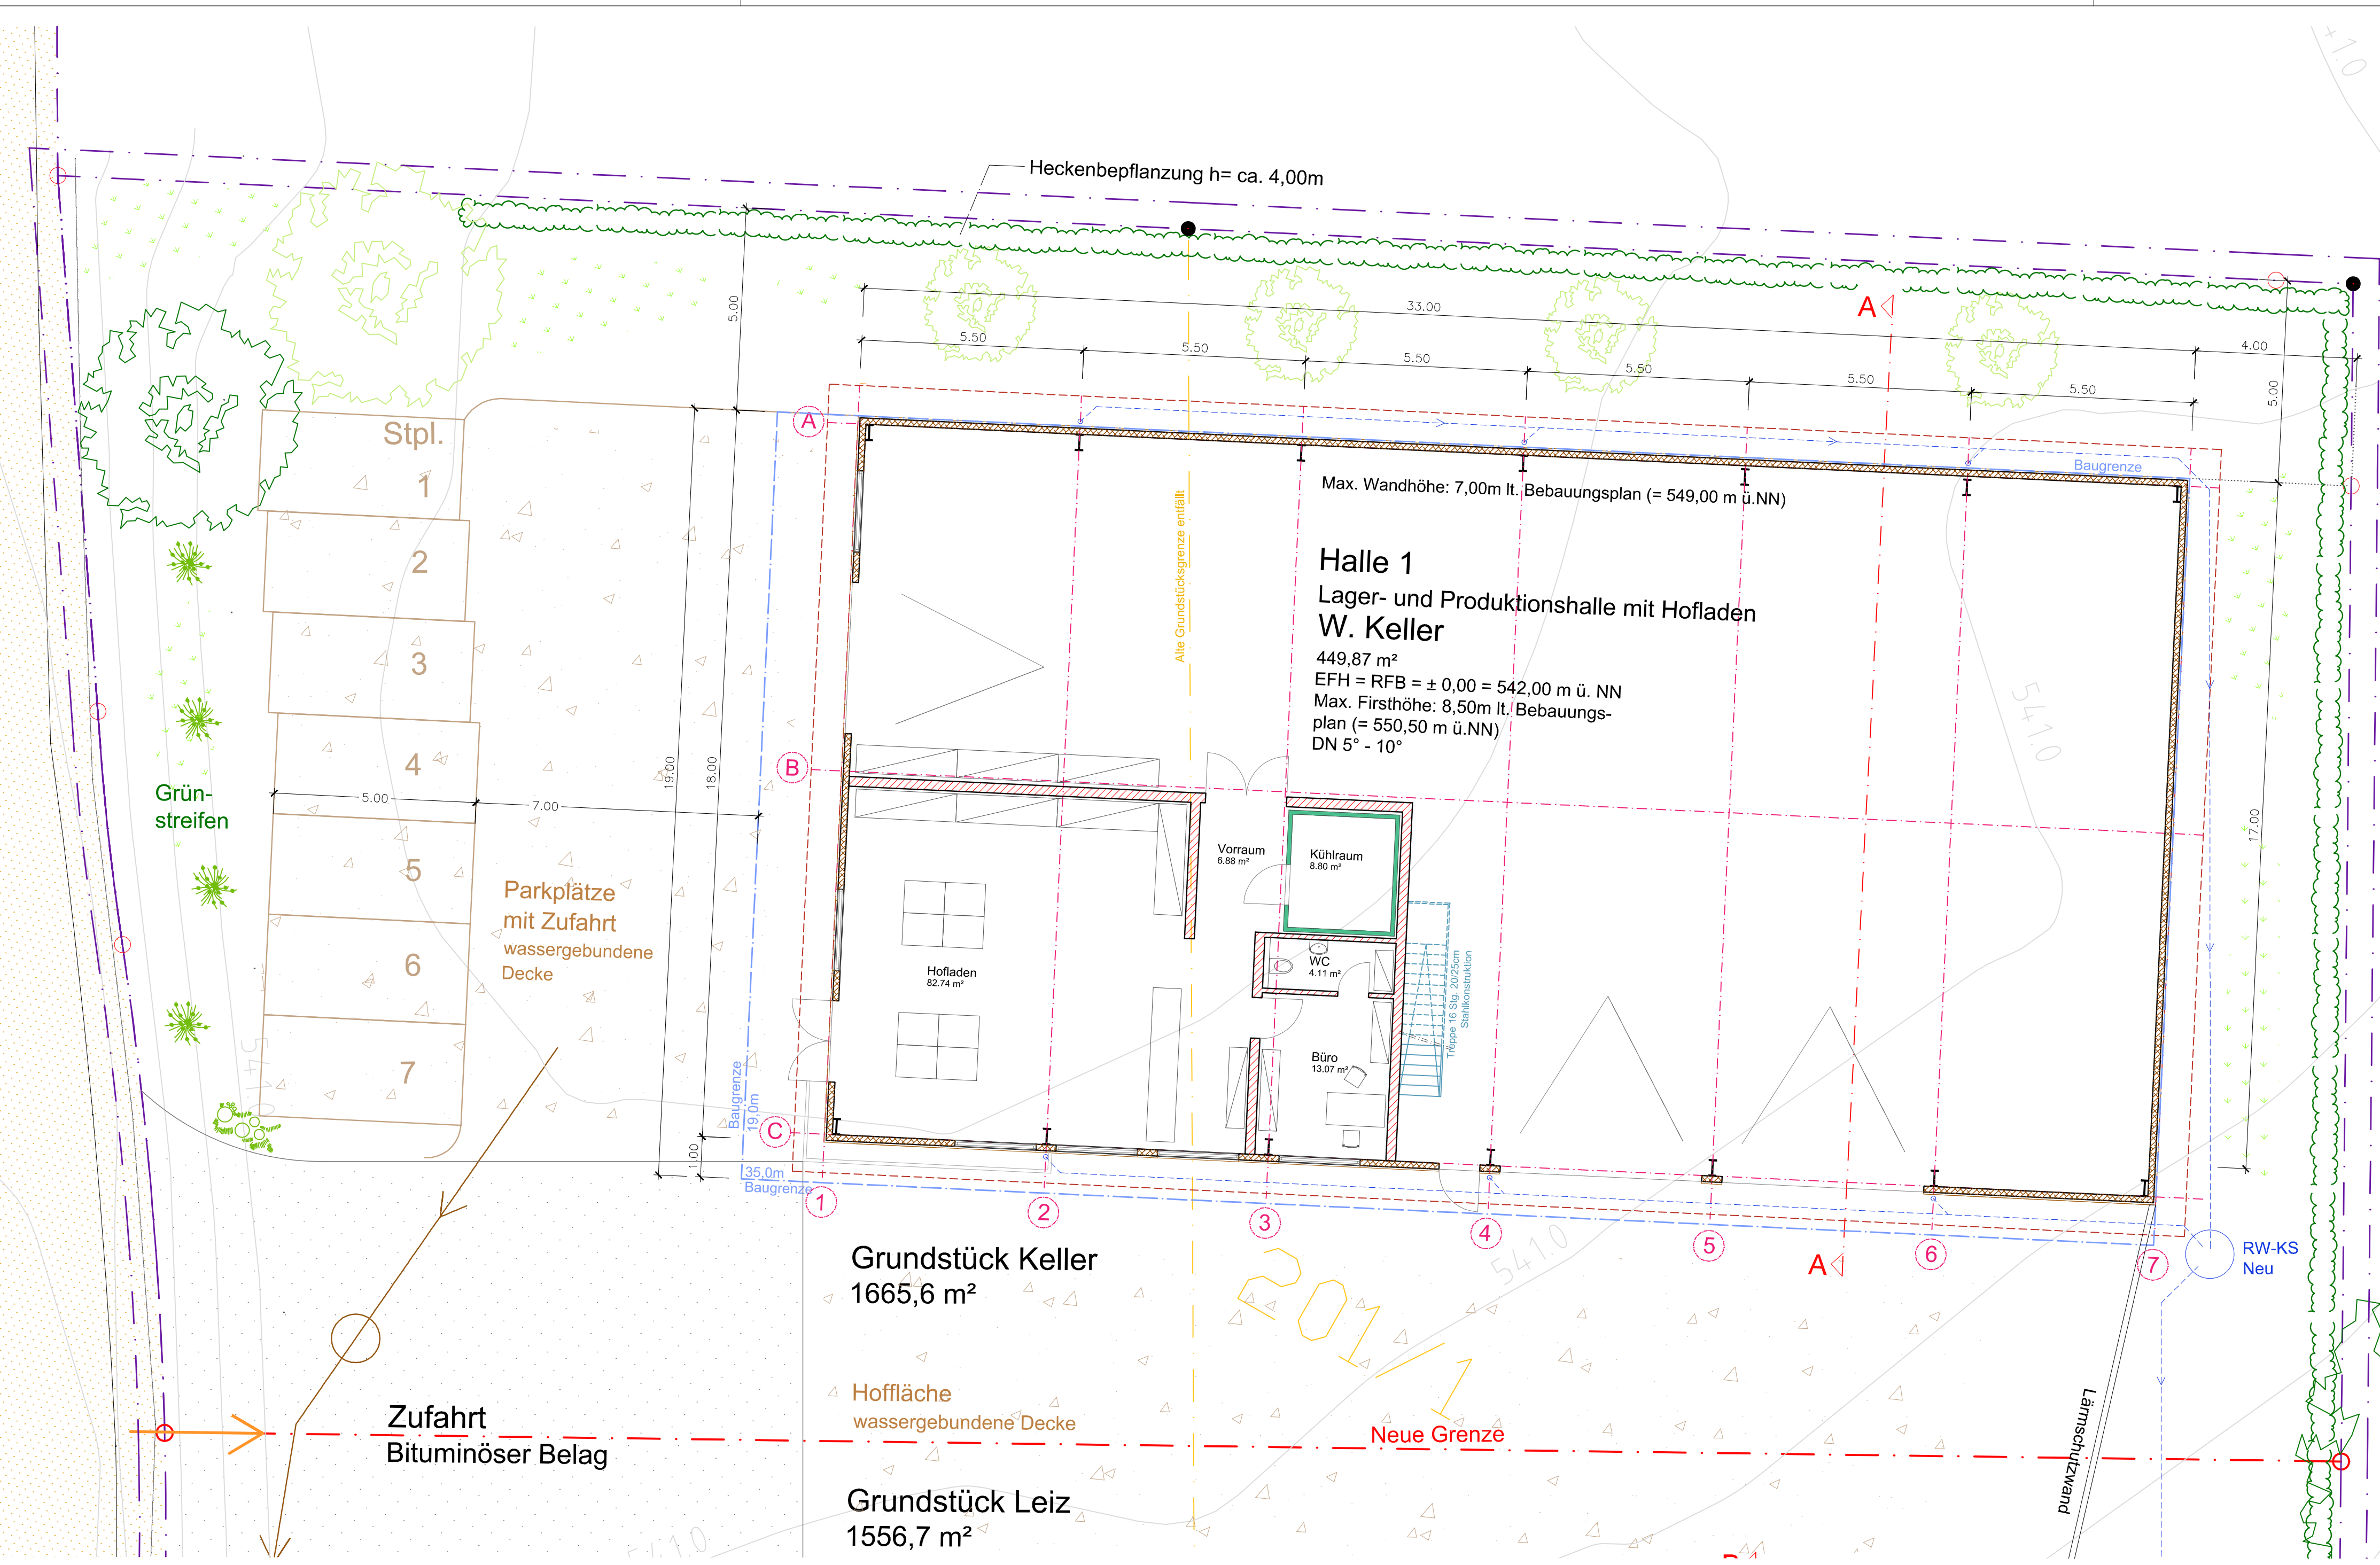 Heckenbepflanzung h= ca. 4,00m
33.00
5.50
5.50
5.50
5.50
5.50
5.50
4.00
5.00
5.00
A
A
Baugrenze
Stpl.
1
2
3
4
5
6
7
5.00
7.00
19.00
18.00
1.00
17.00
Grün-
streifen
Parkplätze
mit Zufahrt
wassergebundene
Decke
Alte Grundstücksgrenze entfällt
Max. Wandhöhe: 7,00m lt. Bebauungsplan (= 549,00 m ü.NN)
Halle 1
Lager- und Produktionshalle mit Hofladen
W. Keller
449,87 m²
EFH = RFB = ± 0,00 = 542,00 m ü. NN
Max. Firsthöhe: 8,50m lt. Bebauungs-
plan (= 550,50 m ü.NN)
DN 5° - 10°
B
Vorraum
6.88 m²
Kühlraum
8.80 m²
Hofladen
82.74 m²
WC
4.11 m²
Büro
13.07 m²
Treppe 16 Stg. 20/25cm
Stahlkonstruktion
541.0
541.0
541.0
541.0
Baugrenze
19,0m
35,0m
Baugrenze
C
1
2
3
4
5
6
7
A
RW-KS
Neu
Grundstück Keller
1665,6 m²
201/1
Hoffläche
wassergebundene Decke
Neue Grenze
Zufahrt
Bituminöser Belag
Lärmschutzwand
Grundstück Leiz
1556,7 m²